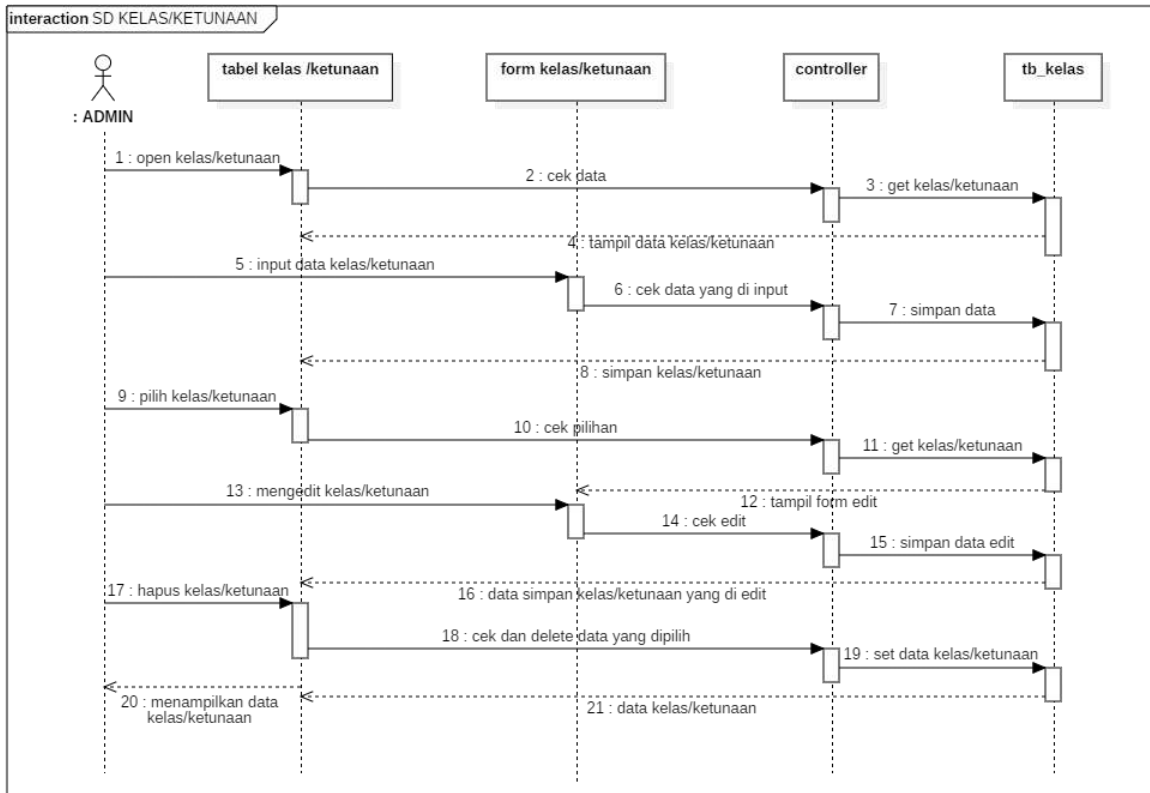 interaction SD KELAS/KETUNAAN
tabel kelas /ketunaan
form kelas/ketunaan
controller
tb_kelas
: ADMIN
1 : open kelas/ketunaan
2 : cek data
3 : get kelas/ketunaan
4 : tampil data kelas/ketunaan
5 : input data kelas/ketunaan
6 : cek data yang di input
7 : simpan data
8 : simpan kelas/ketunaan
9 : pilih kelas/ketunaan
10 : cek pilihan
11 : get kelas/ketunaan
12 : tampil form edit
13 : mengedit kelas/ketunaan
14 : cek edit
15 : simpan data edit
16 : data simpan kelas/ketunaan yang di edit
17 : hapus kelas/ketunaan
18 : cek dan delete data yang dipilih
19 : set data kelas/ketunaan
20 : menampilkan data
kelas/ketunaan
21 : data kelas/ketunaan